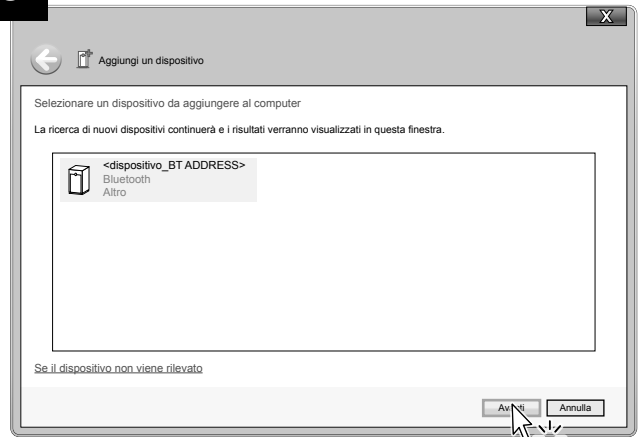 X
Aggiungi un dispositivo
Selezionare un dispositivo da aggiungere al computer
La ricerca di nuovi dispositivi continuerà e i risultati verranno visualizzati in questa finestra.
<dispositivo_BT ADDRESS>
Bluetooth
Altro
Se il dispositivo non viene rilevato
Avanti Annulla